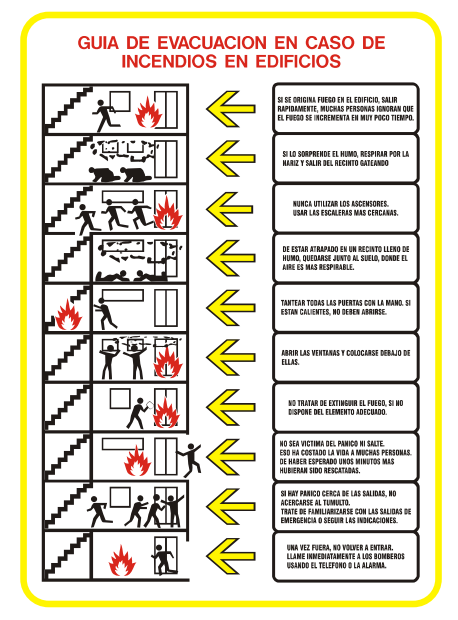 GUIA DE EVACUACION EN CASO DE
INCENDIOS EN EDIFICIOS
SI SE ORIGINA FUEGO EN EL EDIFICIO, SALIR
RAPIDAMENTE, MUCHAS PERSONAS IGNORAN QUE
EL FUEGO SE INCREMENTA EN MUY POCO TIEMPO.
SI LO SORPRENDE EL HUMO, RESPIRAR POR LA
NARIZ Y SALIR DEL RECINTO GATEANDO
NUNCA UTILIZAR LOS ASCENSORES.
USAR LAS ESCALERAS MAS CERCANAS.
DE ESTAR ATRAPADO EN UN RECINTO LLENO DE
HUMO, QUEDARSE JUNTO AL SUELO, DONDE EL
AIRE ES MAS RESPIRABLE.
TANTEAR TODAS LAS PUERTAS CON LA MANO. SI
ESTAN CALIENTES, NO DEBEN ABRIRSE.
ABRIR LAS VENTANAS Y COLOCARSE DEBAJO DE
ELLAS.
NO TRATAR DE EXTINGUIR EL FUEGO, SI NO
DISPONE DEL ELEMENTO ADECUADO.
NO SEA VICTIMA DEL PANICO NI SALTE.
ESO HA COSTADO LA VIDA A MUCHAS PERSONAS.
DE HABER ESPERADO UNOS MINUTOS MAS
HUBIERAN SIDO RESCATADAS.
SI HAY PANICO CERCA DE LAS SALIDAS, NO
ACERCARSE AL TUMULTO.
TRATE DE FAMILIARIZARSE CON LAS SALIDAS DE
EMERGENCIA O SEGUIR LAS INDICACIONES.
UNA VEZ FUERA, NO VOLVER A ENTRAR.
LLAME INMEDIATAMENTE A LOS BOMBEROS
USANDO EL TELEFONO O LA ALARMA.